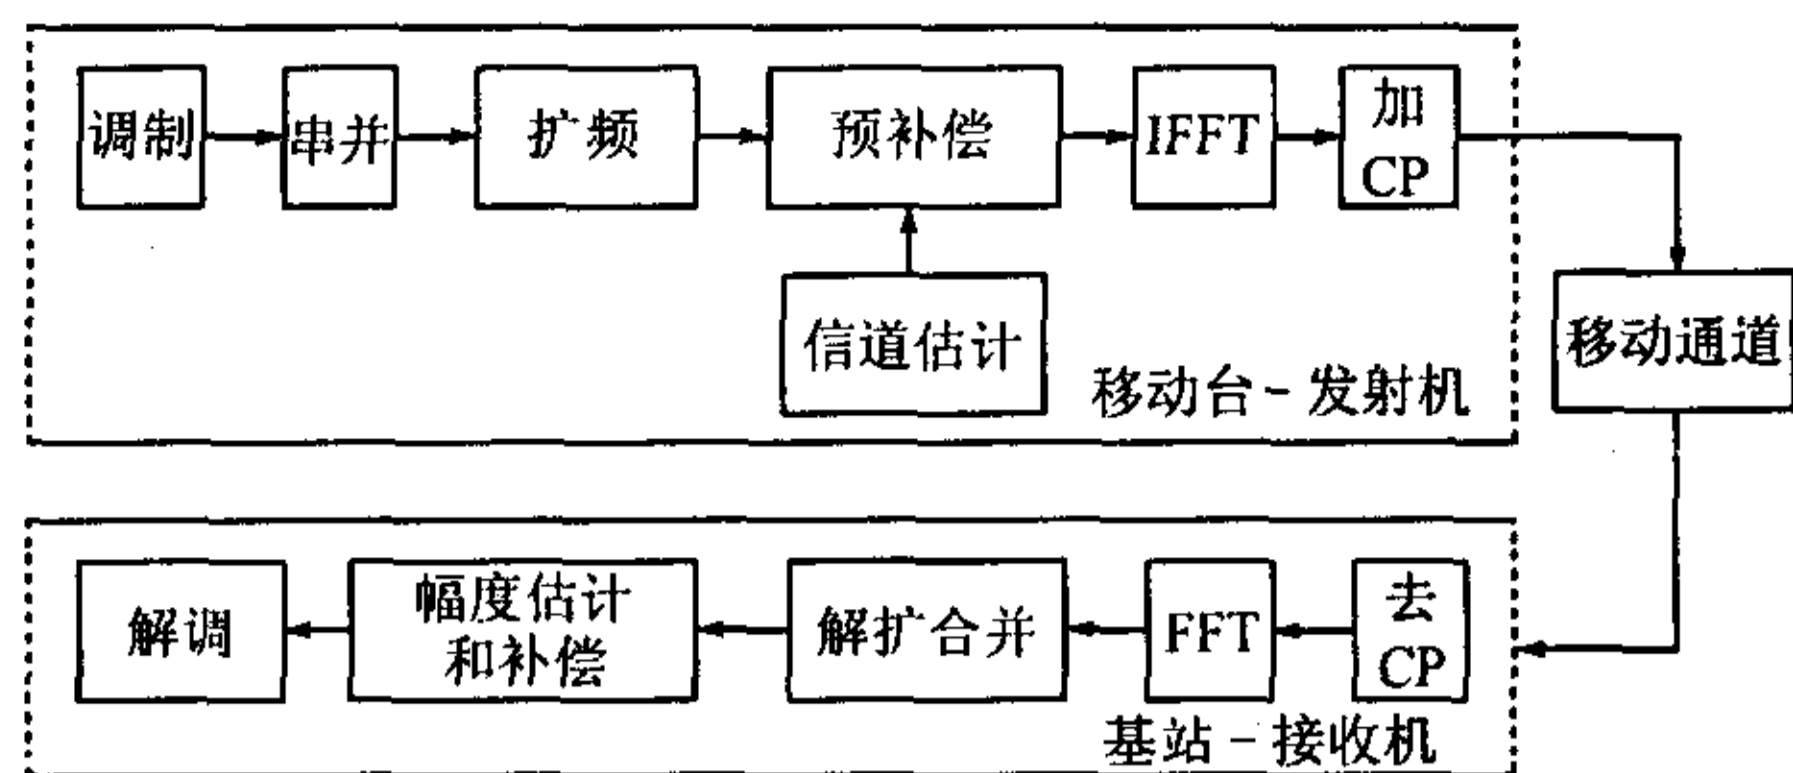 调制
串并
扩频
预补偿
IFFT
加
CP
信道估计
移动台-发射机
移动通道
解调
幅度估计
和补偿
解扩合并
FFT
去
CP
基站-接收机